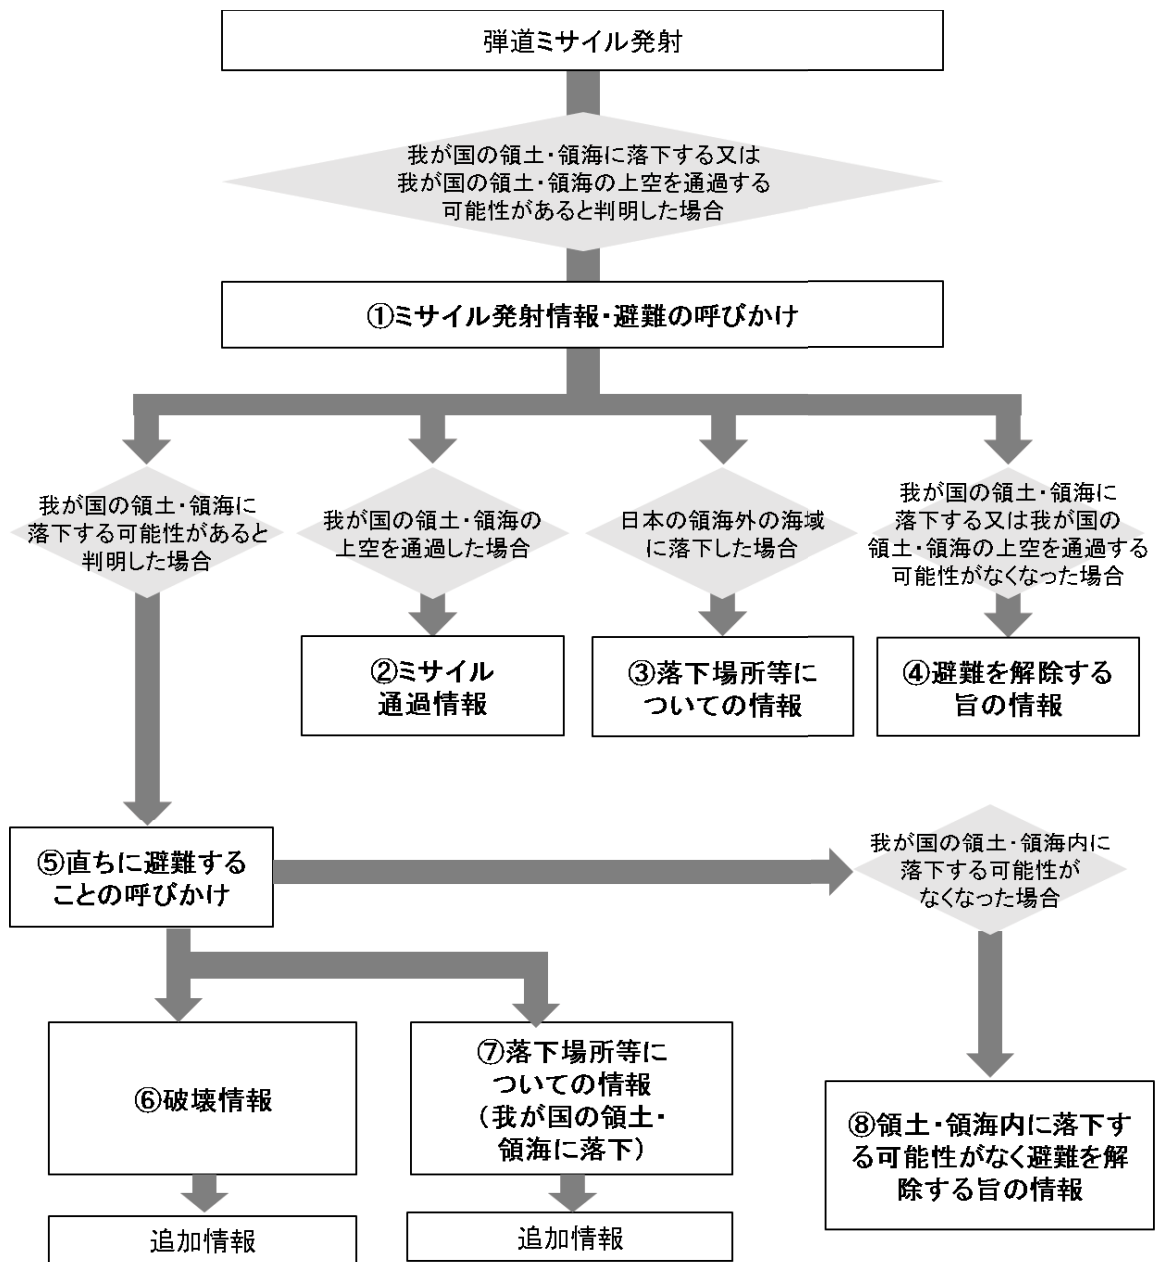 弾道ミサイル発射
我が国の領土・領海に落下する又は
我が国の領土・領海の上空を通過する
可能性があると判明した場合
①ミサイル発射情報・避難の呼びかけ
我が国の領土・領海に
落下する可能性があると
判明した場合
我が国の領土・領海の
上空を通過した場合
日本の領海外の海域
に落下した場合
我が国の領土・領海に
落下する又は我が国の
領土・領海の上空を通過する
可能性がなくなった場合
②ミサイル
通過情報
③落下場所等に
ついての情報
④避難を解除する
旨の情報
⑤直ちに避難する
ことの呼びかけ
我が国の領土・領海内に
落下する可能性が
なくなった場合
⑥破壊情報
⑦落下場所等に
ついての情報
（我が国の領土・
領海に落下）
⑧領土・領海内に落下す
る可能性がなく避難を解
除する旨の情報
追加情報
追加情報